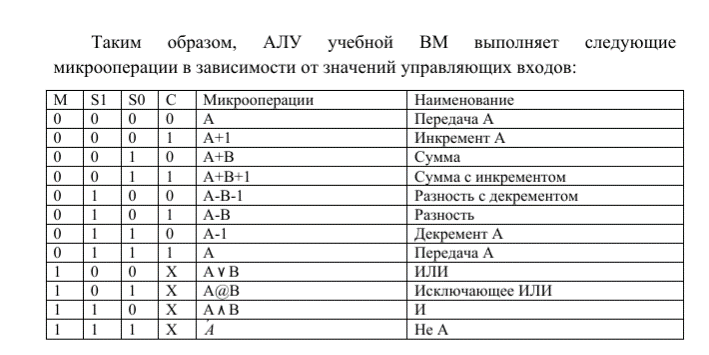 Таким образом, АЛУ учебной ВМ выполняет следующие
микрооперации в зависимости от значений управляющих входов:
M S1 S0 C Микрооперации Наименование
0 0 0 0 A Передача А
0 0 0 1 A+1 Инкремент А
0 0 1 0 A+B Сумма
0 0 1 1 A+B+1 Сумма с инкрементом
0 1 0 0 A-B-1 Разность с декрементом
0 1 0 1 A-B Разность
0 1 1 0 A-1 Декремент А
0 1 1 1 A Передача А
1 0 0 X A ∨ B ИЛИ
1 0 1 X A@B Исключающее ИЛИ
1 1 0 X A ∧ B И
1 1 1 X Á Не А